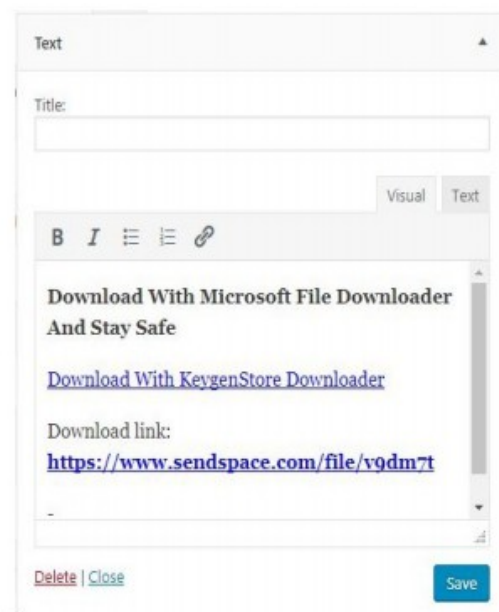 Text
Title:
Visual Text
B I
Download With Microsoft File Downloader
And Stay Safe
Download With KeygenStore Downloader
Download link:
https://www.sendspace.com/file/v9dm7t
-
Delete | Close
Save